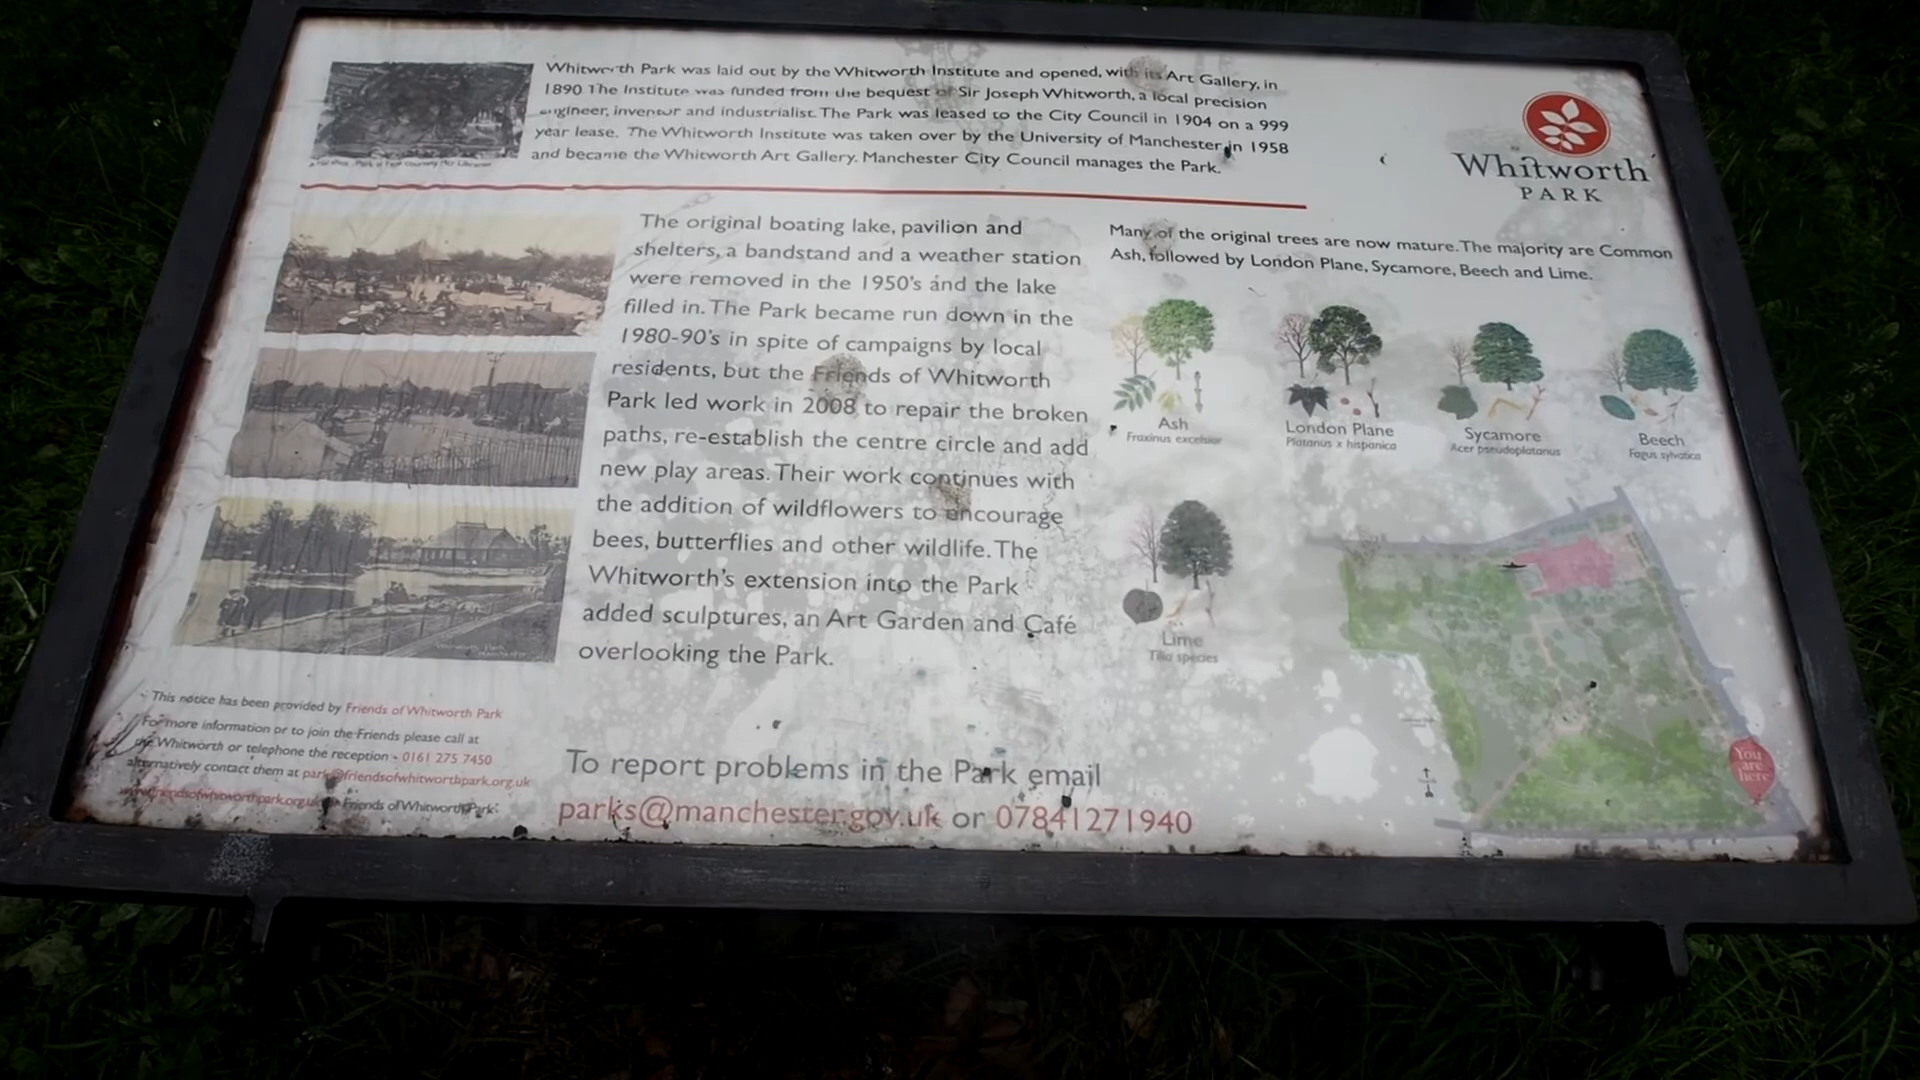 Whitworth Park was laid out by the Whitworth Institute and opened, with its Art Gallery, in
1890 The Institute was funded from the bequest of Sir Joseph Whitworth, a local precision
engineer, inventor and industrialist. The Park was leased to the City Council in 1904 on a 999
year lease. The Whitworth Institute was taken over by the University of Manchester in 1958
and became the Whitworth Art Gallery. Manchester City Council manages the Park.
Whitworth
PARK
The original boating lake, pavilion and
shelters, a bandstand and a weather station
were removed in the 1950's and the lake
filled in. The Park became run down in the
1980-90's in spite of campaigns by local
residents, but the Friends of Whitworth
Park led work in 2008 to repair the broken
paths, re-establish the centre circle and add
new play areas. Their work continues with
the addition of wildflowers to encourage
bees, butterflies and other wildlife. The
Whitworth's extension into the Park
added sculptures, an Art Garden and Café
overlooking the Park.
Many of the original trees are now mature. The majority are Common
Ash, followed by London Plane, Sycamore, Beech and Lime.
Ash
Fraxinus excelsior
London Plane
Platanus x hispanica
Sycamore
Acer pseudoplatanus
Beech
Fagus sylvatica
Lime
Tilia species
You
are
here
This notice has been provided by Friends of Whitworth Park
For more information or to join the Friends please call at
the Whitworth or telephone the reception - 0161 275 7450
alternatively contact them at park@friendsofwhitworthpark.org.uk
www.friendsofwhitworthpark.org.uk Friends of Whitworth Park
To report problems in the Park email
parks@manchester.gov.uk or 07841271940